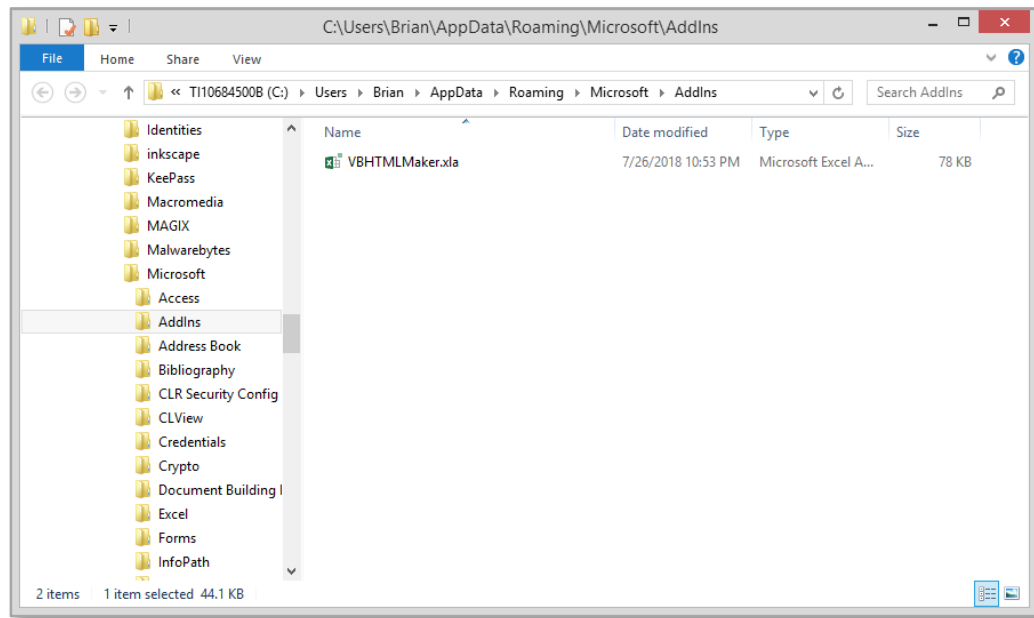 C:\Users\Brian\AppData\Roaming\Microsoft\AddIns
File Home Share View
« TI10684500B (C:) Users Brian AppData Roaming Microsoft AddIns Search AddIns
Name Date modified Type Size
VBHTMLMaker.xla 7/26/2018 10:53 PM Microsoft Excel A... 78 KB
Identities
inkscape
KeePass
Macromedia
MAGIX
Malwarebytes
Microsoft
Access
AddIns
Address Book
Bibliography
CLR Security Config
CLView
Credentials
Crypto
Document Building
Excel
Forms
InfoPath
2 items 1 item selected 44.1 KB